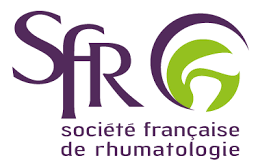 SfR
société française
de rhumatologie